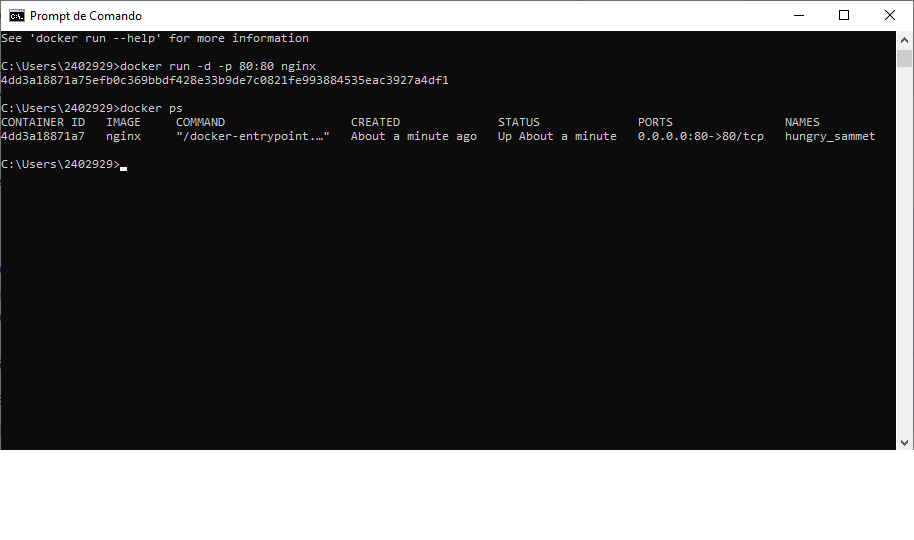 Prompt de Comando
See 'docker run --help' for more information
C:\Users\2402929>docker run -d -p 80:80 nginx
4dd3a18871a75efb0c369bbdf428e33b9de7c0821fe993884535eac3927a4df1
C:\Users\2402929>docker ps
CONTAINER ID   IMAGE     COMMAND                  CREATED              STATUS              PORTS                NAMES
4dd3a18871a7   nginx     "/docker-entrypoint.…"   About a minute ago   Up About a minute   0.0.0.0:80->80/tcp   hungry_sammet
C:\Users\2402929>